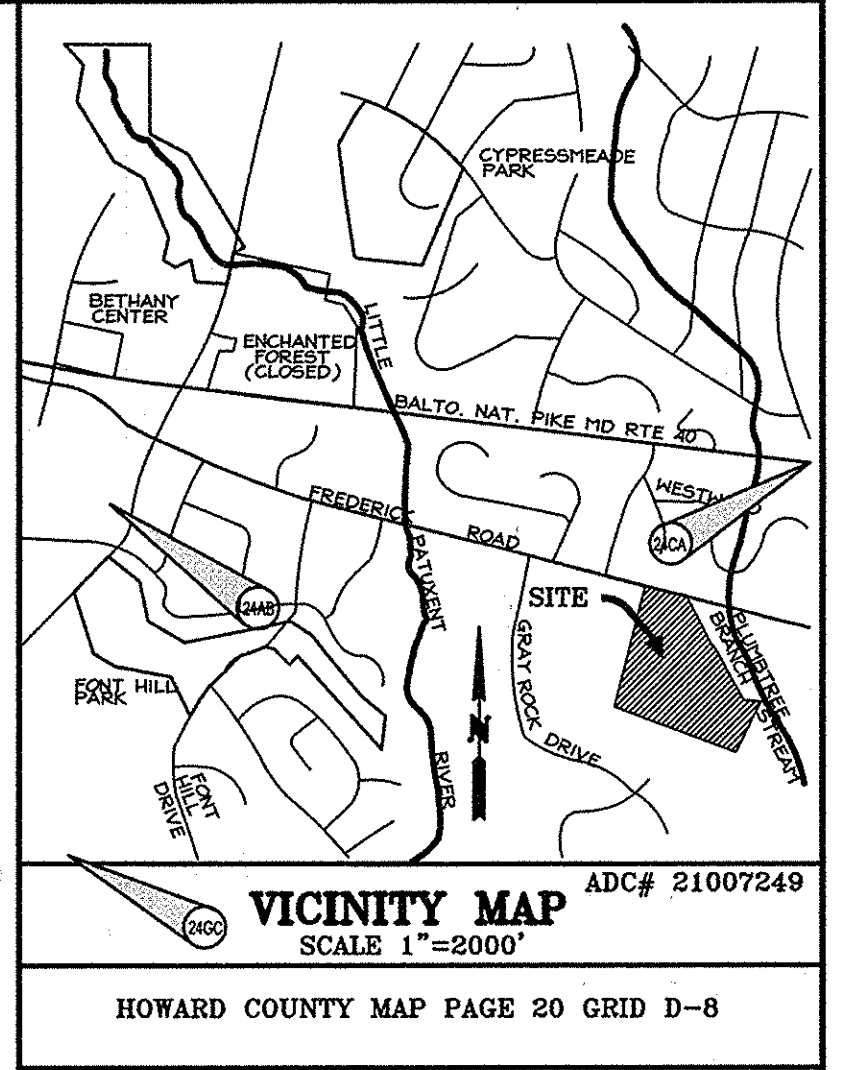 CYPRESSMEADE
PARK
BETHANY
CENTER
ENCHANTED
FOREST
(CLOSED)
LITTLE
BALTO. NAT. PIKE MD RTE 40
FREDERICK
ROAD
PATUXENT
RIVER
24CA
24AB
SITE
GRAY ROCK DRIVE
PLUMBTREE
BRANCH
STREAM
FONT HILL
PARK
FONT
HILL
DRIVE
N
24GC
ADC# 21007249
VICINITY MAP
SCALE 1"=2000'
HOWARD COUNTY MAP PAGE 20 GRID D-8